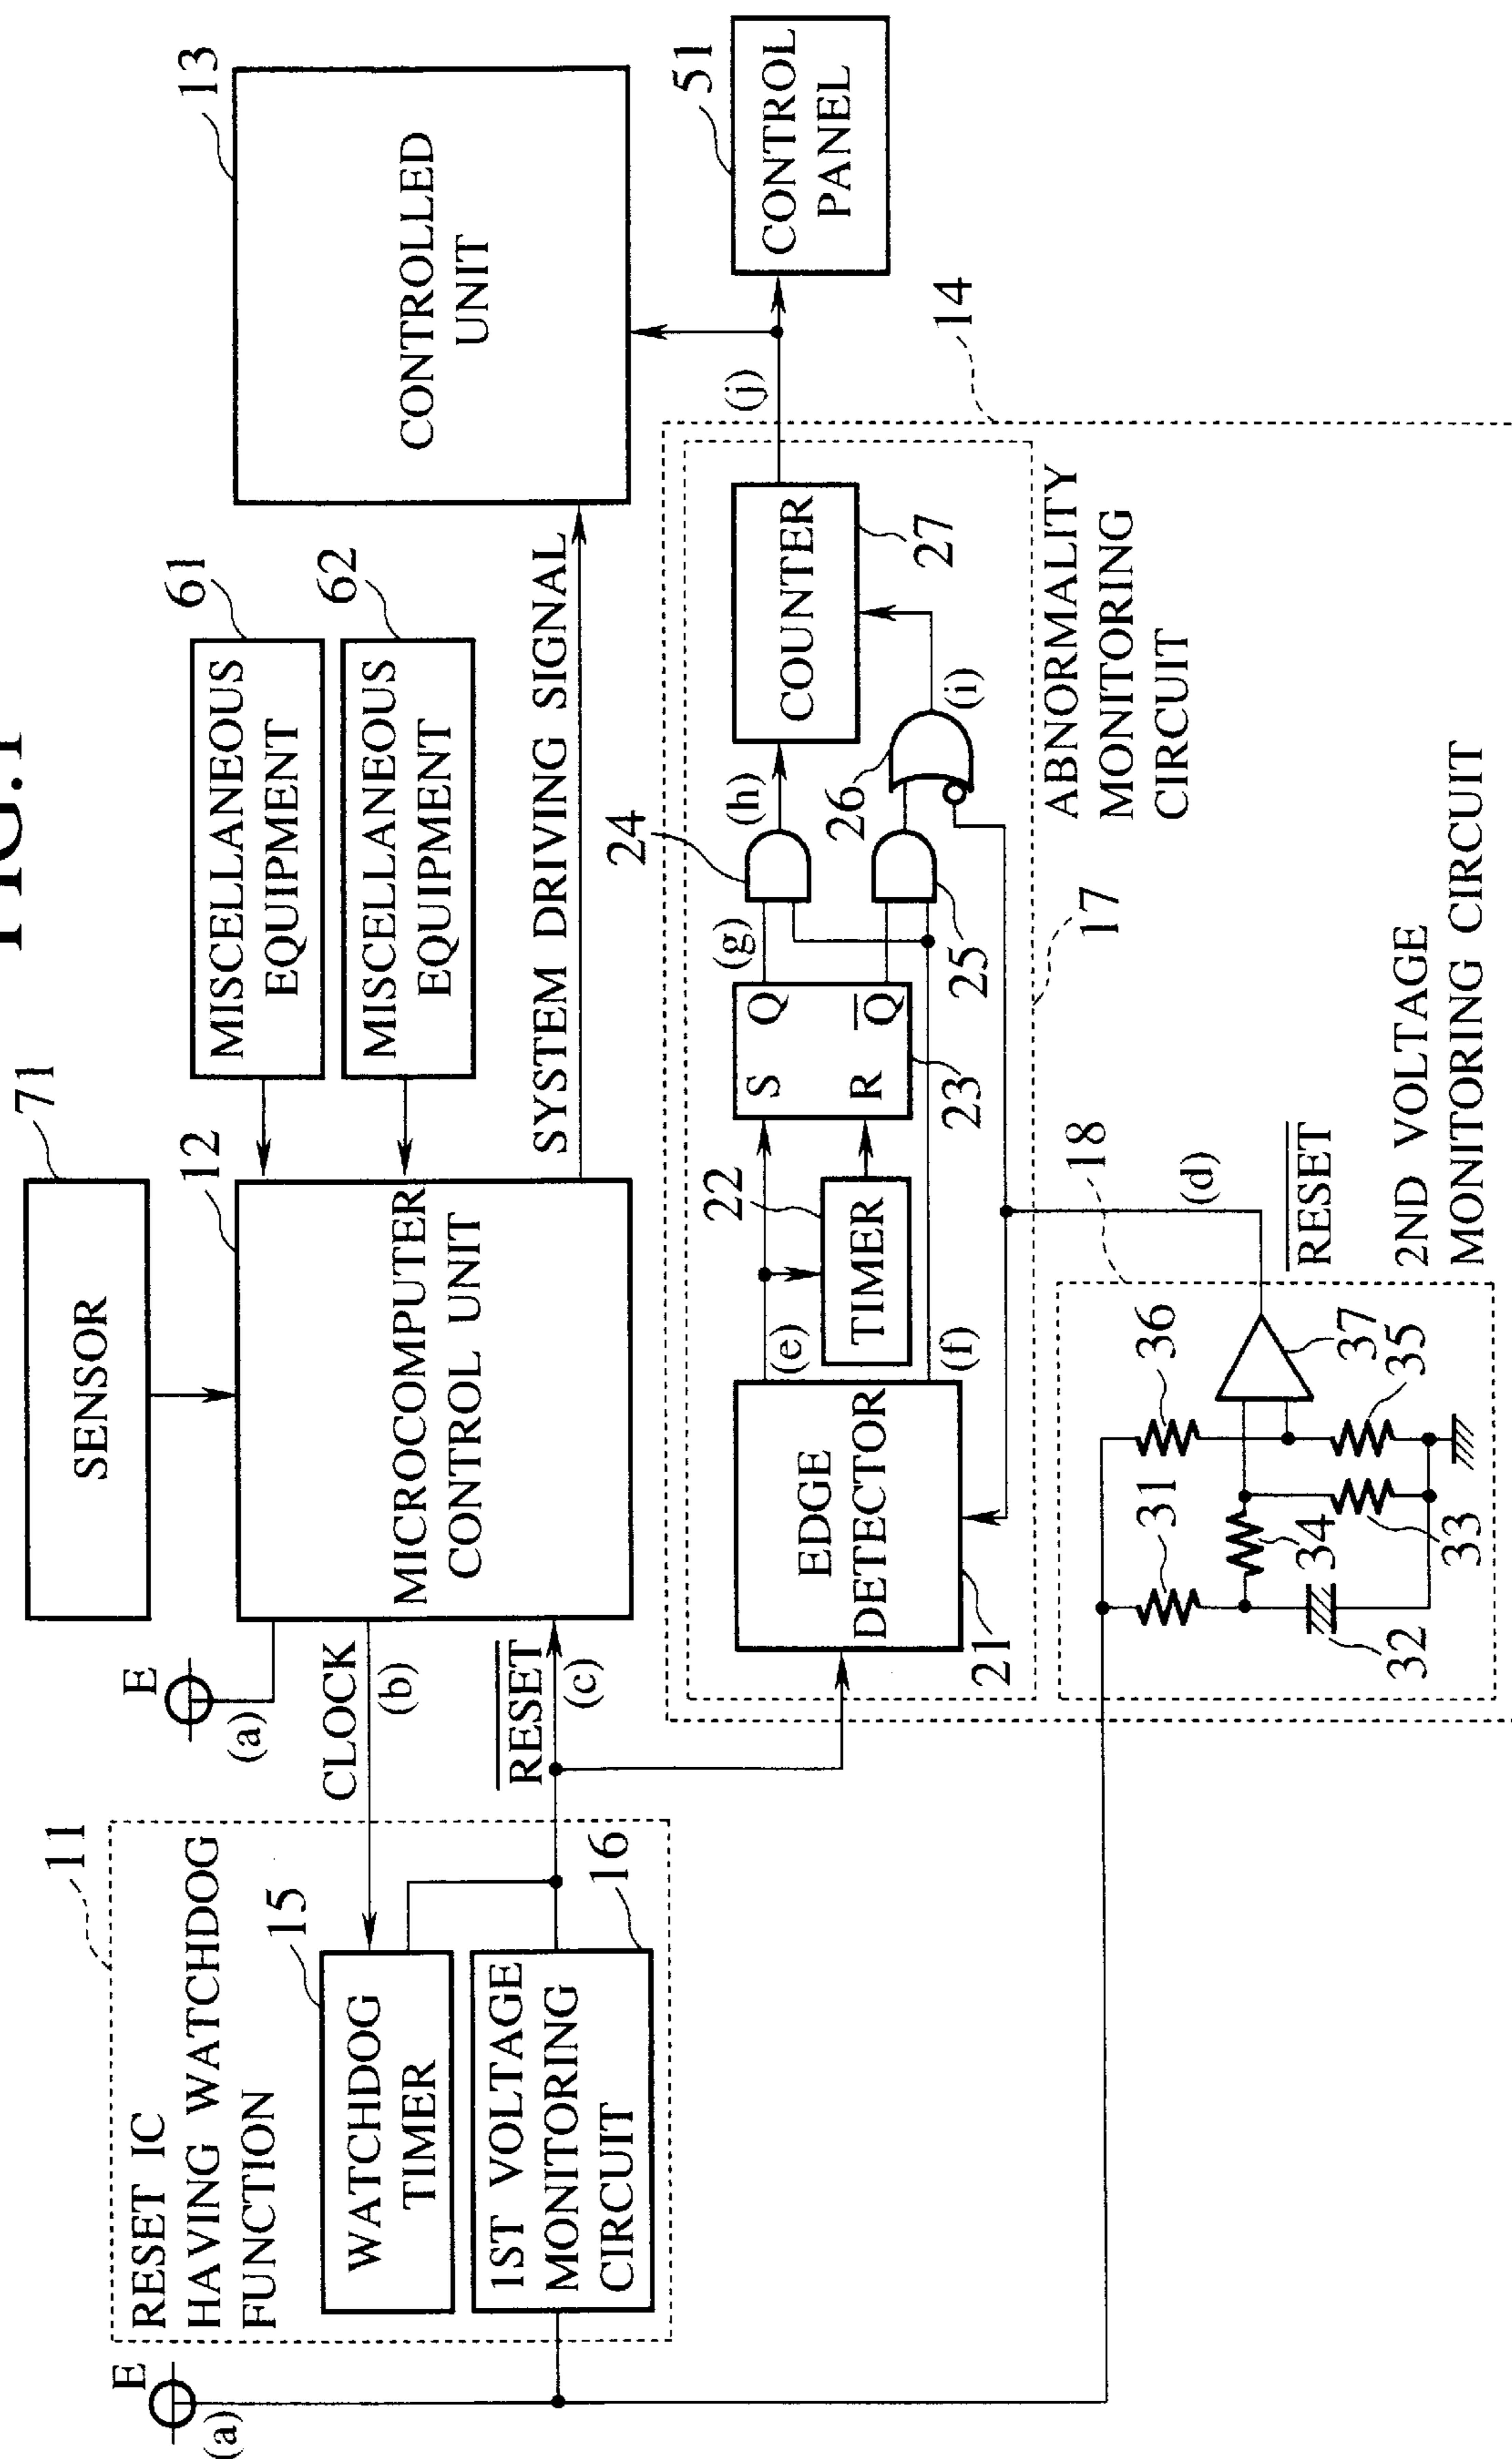 FIG.1
E
(a)
11
RESET IC
HAVING WATCHDOG
FUNCTION
15
WATCHDOG
TIMER
16
1ST VOLTAGE
MONITORING
CIRCUIT
E
(a)
CLOCK
(b)
RESET
(c)
71
SENSOR
12
MICROCOMPUTER
CONTROL UNIT
61
MISCELLANEOUS
EQUIPMENT
62
MISCELLANEOUS
EQUIPMENT
SYSTEM DRIVING SIGNAL
13
CONTROLLED
UNIT
51
CONTROL
PANEL
14
(j)
EDGE
DETECTOR
21
(e)
(f)
22
TIMER
S Q
R Q
23
(g)
24
25
(h)
26
(i)
COUNTER
27
17
ABNORMALITY
MONITORING
CIRCUIT
18
(d)
RESET
2ND VOLTAGE
MONITORING CIRCUIT
31
36
34
32
33
37
35